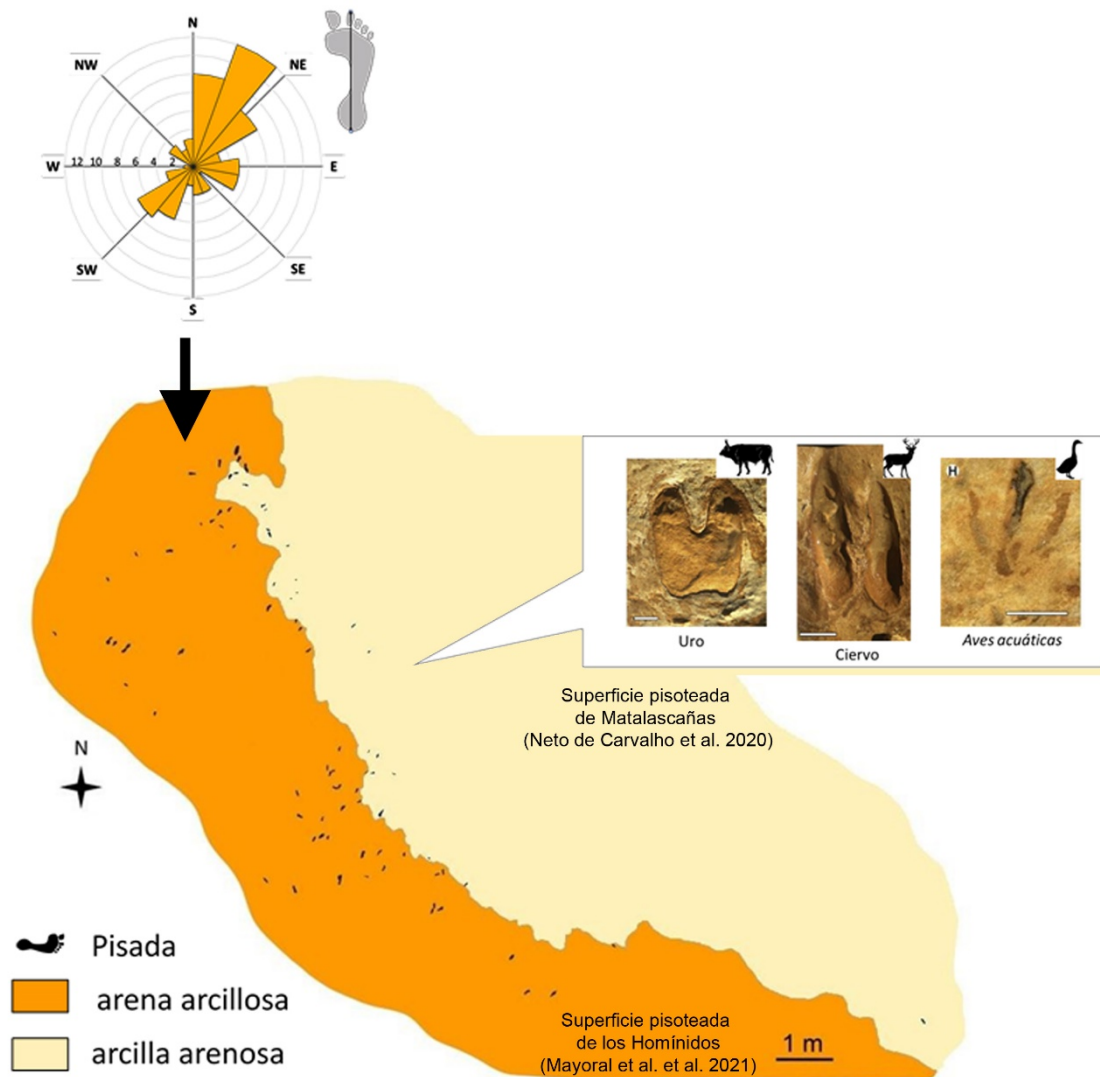 N
NW
NE
W
12 10 8 6 4 2
E
SW
SE
S
H
Uro
Ciervo
Aves acuáticas
Superficie pisoteada
de Matalascañas
(Neto de Carvalho et al. 2020)
N
Pisada
arena arcillosa
arcilla arenosa
Superficie pisoteada
de los Homínidos
(Mayoral et al. et al. 2021)
1 m